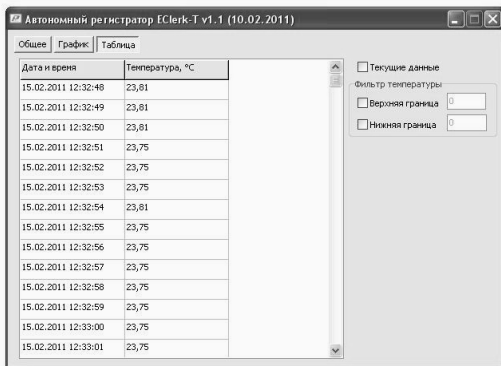 Автономный регистратор EClerk-T v1.1 (10.02.2011)
Общее График Таблица
Дата и время Температура, °C
15.02.2011 12:32:48 23,81
15.02.2011 12:32:49 23,81
15.02.2011 12:32:50 23,81
15.02.2011 12:32:51 23,75
15.02.2011 12:32:52 23,75
15.02.2011 12:32:53 23,75
15.02.2011 12:32:54 23,81
15.02.2011 12:32:55 23,75
15.02.2011 12:32:56 23,75
15.02.2011 12:32:57 23,75
15.02.2011 12:32:58 23,75
15.02.2011 12:32:59 23,75
15.02.2011 12:33:00 23,75
15.02.2011 12:33:01 23,75
Текущие данные
Фильтр температуры
Верхняя граница 0
Нижняя граница 0